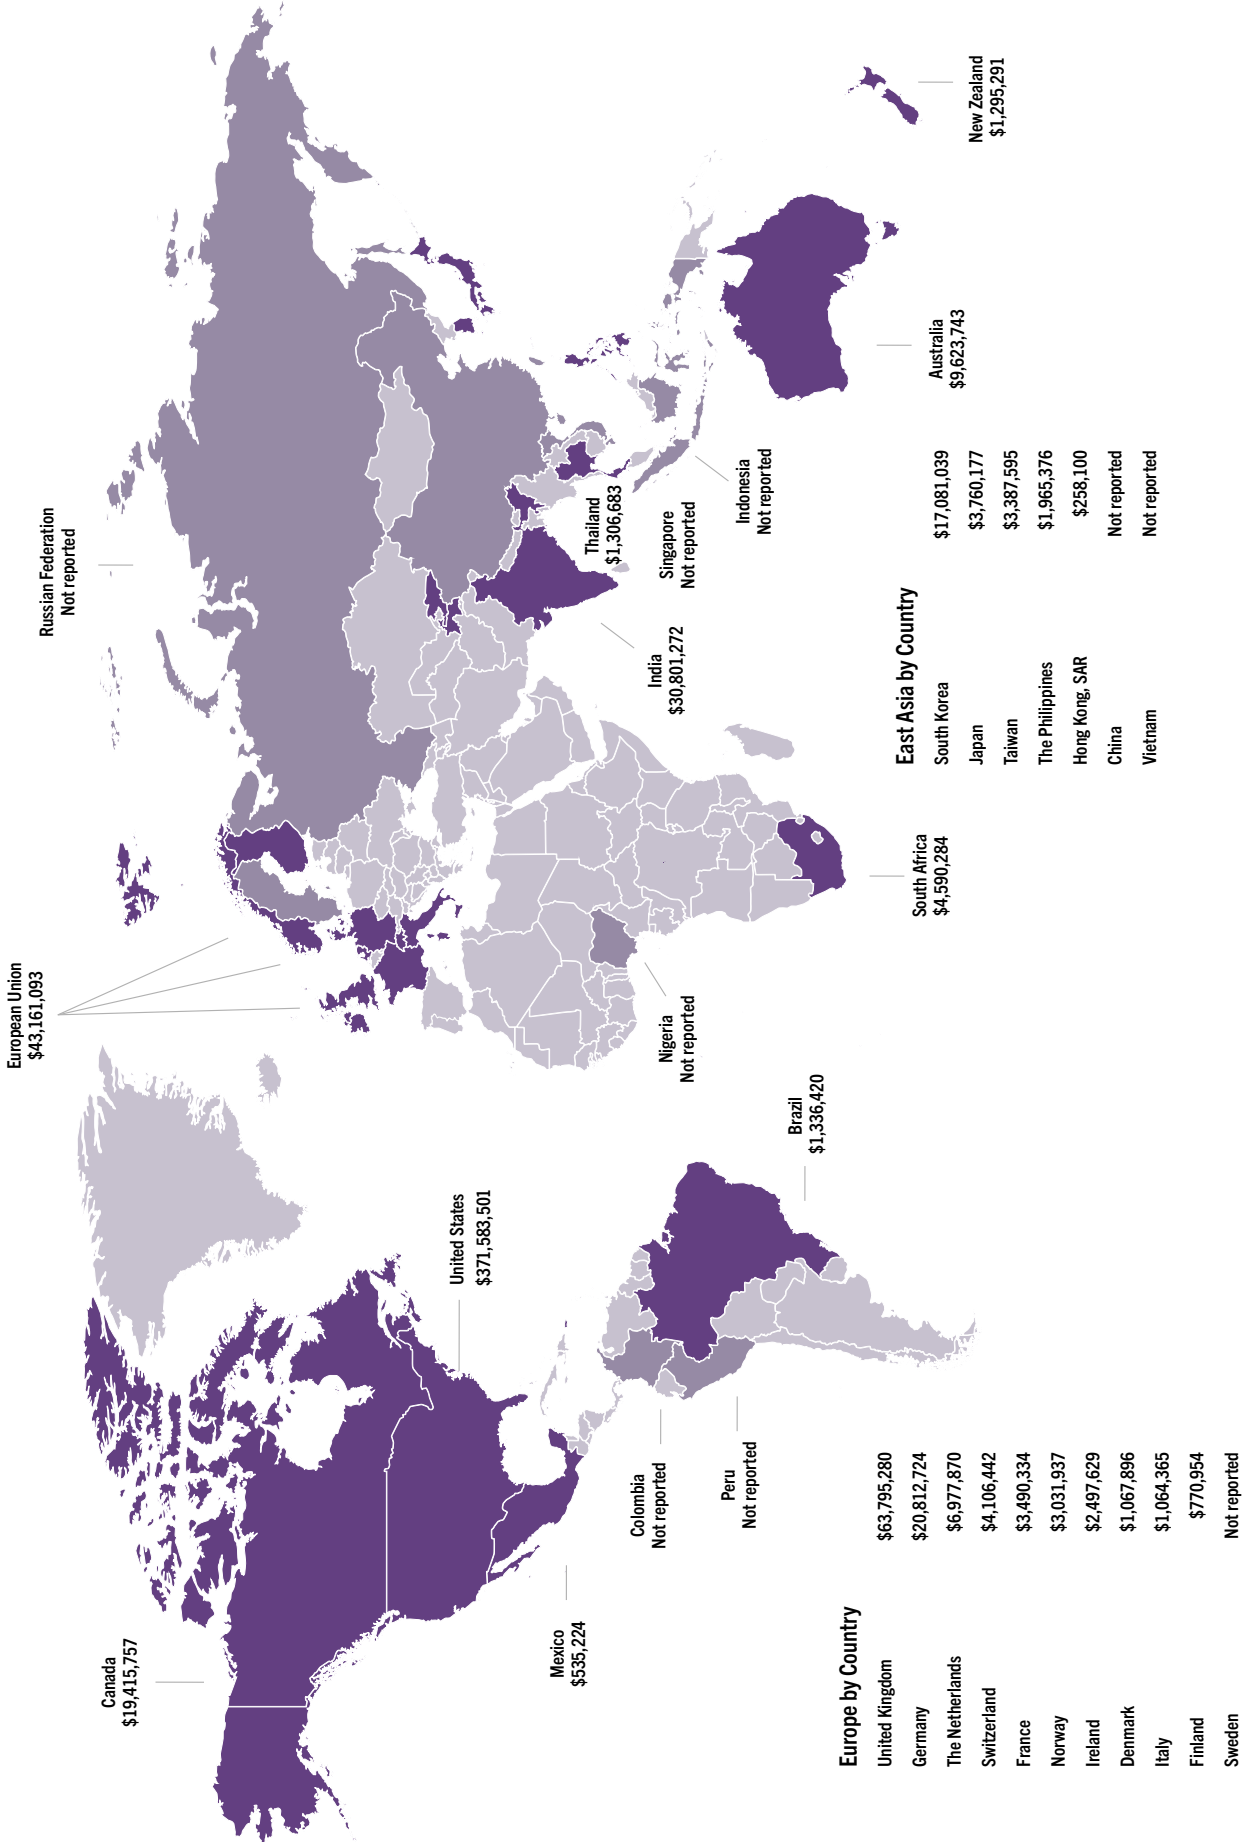 European Union
$43,161,093
Russian Federation
Not reported
Canada
$19,415,757
United States
$371,583,501
Mexico
$535,224
Colombia
Not reported
Peru
Not reported
Brazil
$1,336,420
Nigeria
Not reported
South Africa
$4,590,284
India
$30,801,272
Thailand
$1,306,683
Singapore
Not reported
Indonesia
Not reported
Australia
$9,623,743
New Zealand
$1,295,291
Europe by Country
United Kingdom $63,795,280
Germany $20,812,724
The Netherlands $6,977,870
Switzerland $4,106,442
France $3,490,334
Norway $3,031,937
Ireland $2,497,629
Denmark $1,067,896
Italy $1,064,365
Finland $770,954
Sweden Not reported
East Asia by Country
South Korea $17,081,039
Japan $3,760,177
Taiwan $3,387,595
The Philippines $1,965,376
Hong Kong, SAR $258,100
China Not reported
Vietnam Not reported